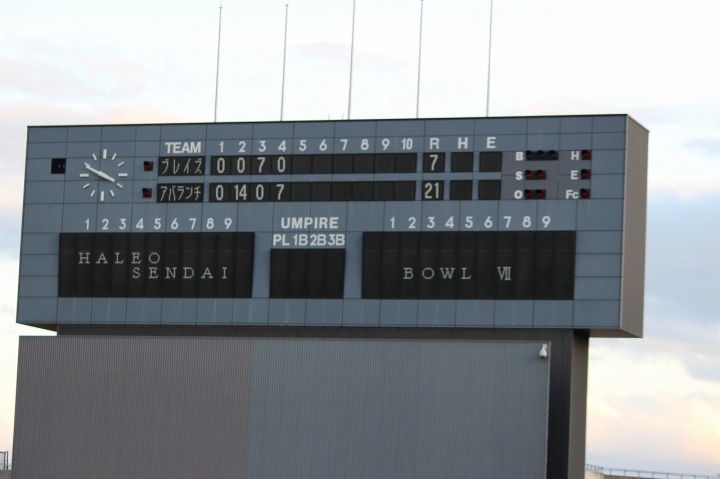 TEAM 1 2 3 4 5 6 7 8 9 10 R H E
ブレイズ 0 0 7 0 7 B H
S E
アバランチ 0 14 0 7 21 O Fc
1 2 3 4 5 6 7 8 9 UMPIRE 1 2 3 4 5 6 7 8 9
PL 1B 2B 3B
HALEO
SENDAI BOWL Ⅶ